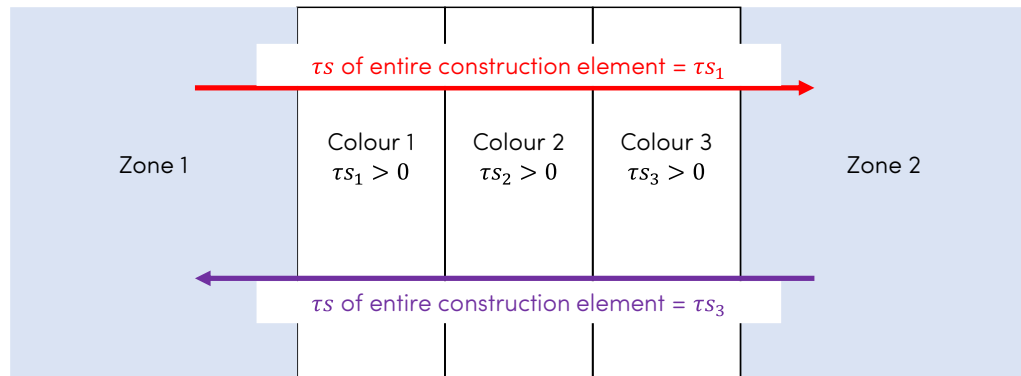 τs of entire construction element = τs₁
Zone 1
Colour 1
τs₁ > 0
Colour 2
τs₂ > 0
Colour 3
τs₃ > 0
Zone 2
τs of entire construction element = τs₃